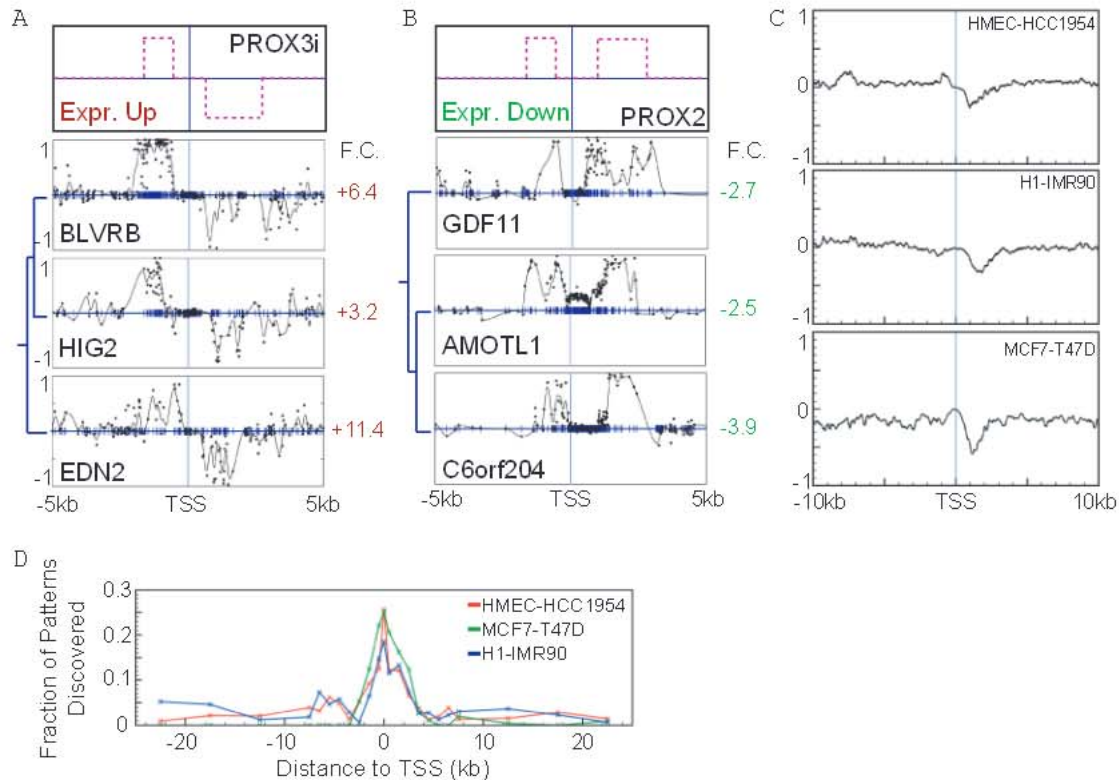 A
PROX3i
Expr. Up
F.C.
1
-1
BLVRB
+6.4
1
-1
HIG2
+3.2
1
-1
EDN2
+11.4
-5kb TSS 5kb
B
Expr. Down
PROX2
F.C.
GDF11
-2.7
AMOTL1
-2.5
C6orf204
-3.9
-5kb TSS 5kb
C
1
0
-1
HMEC-HCC1954
1
0
-1
H1-IMR90
1
0
-1
MCF7-T47D
-10kb TSS 10kb
D
Fraction of Patterns
Discovered
0.3
0.2
0.1
0
HMEC-HCC1954
MCF7-T47D
H1-IMR90
-20 -10 0 10 20
Distance to TSS (kb)